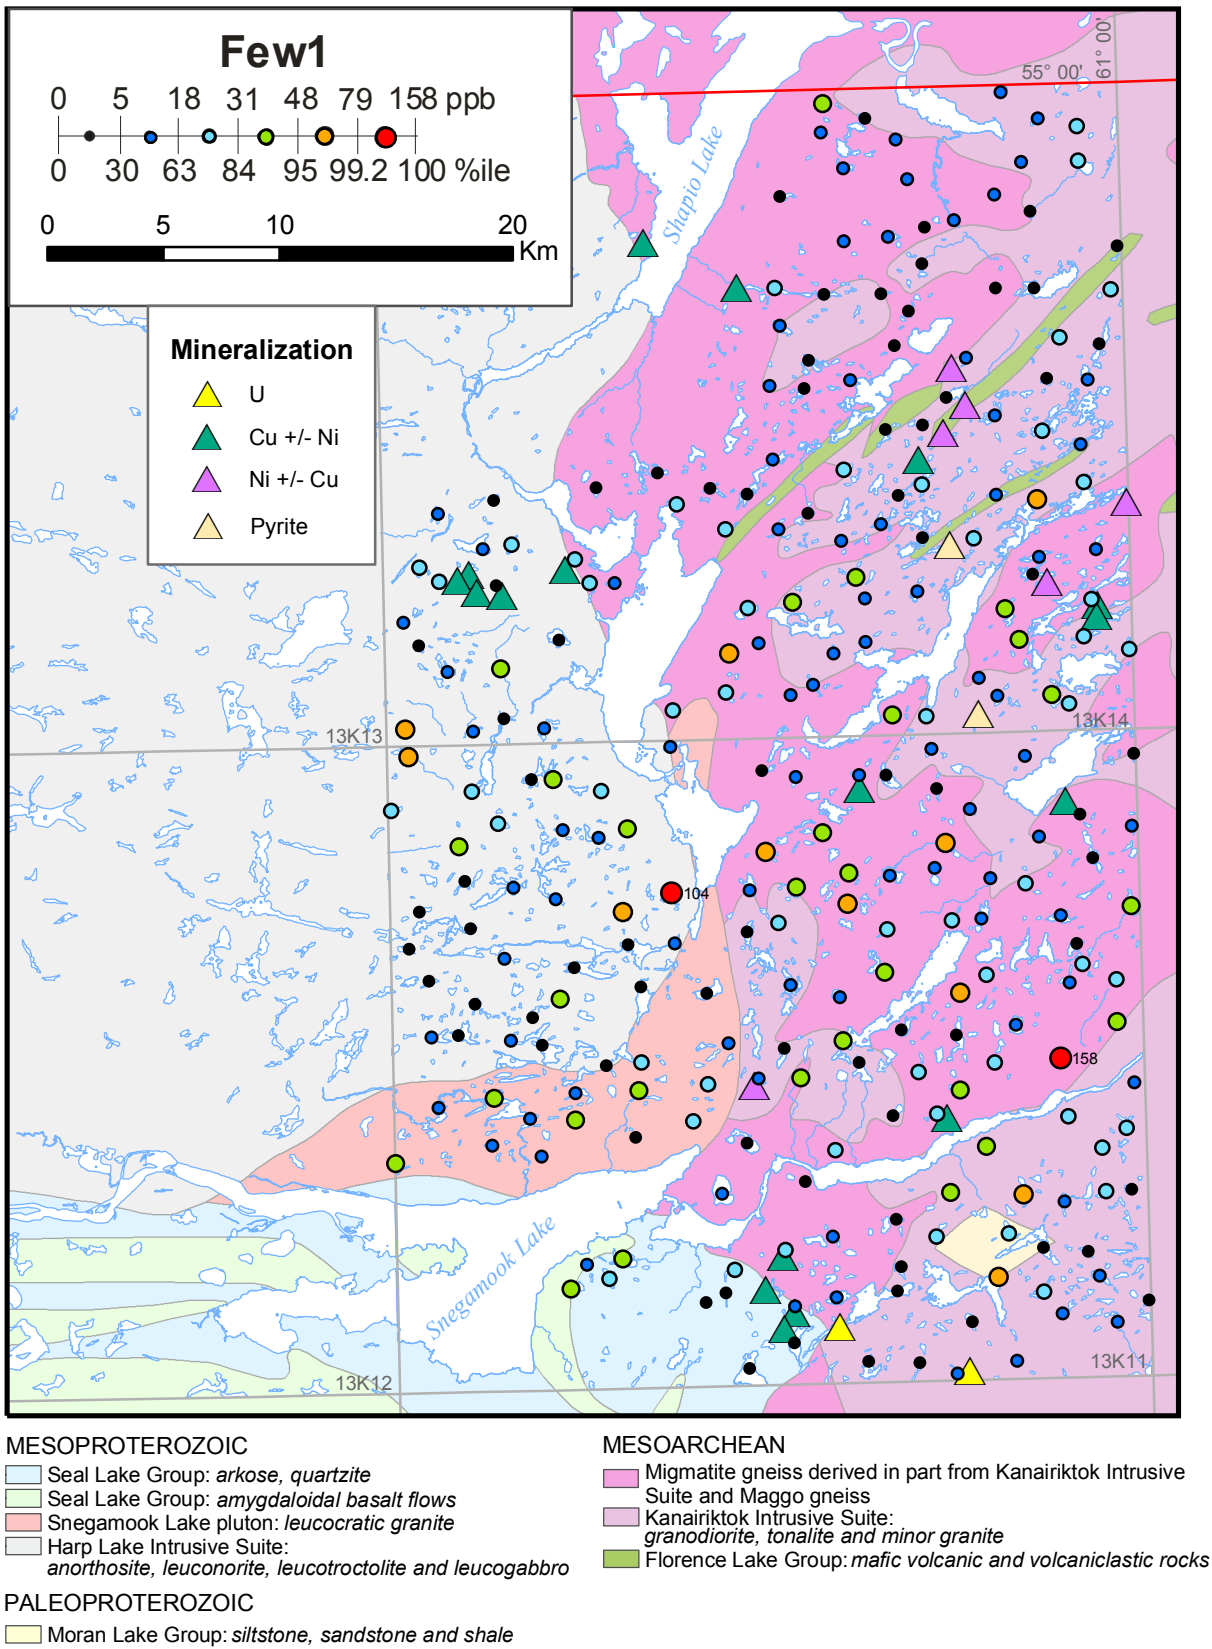 Few1
0 5 18 31 48 79 158 ppb
0 30 63 84 95 99.2 100 %ile
0 5 10 20
Km
Mineralization
U
Cu +/- Ni
Ni +/- Cu
Pyrite
55° 00'
61° 00'
Shapio Lake
13K13
13K14
104
158
Snegamook Lake
13K12
13K11
MESOPROTEROZOIC
Seal Lake Group: arkose, quartzite
Seal Lake Group: amygdaloidal basalt flows
Snegamook Lake pluton: leucocratic granite
Harp Lake Intrusive Suite:
anorthosite, leuconorite, leucotroctolite and leucogabbro
PALEOPROTEROZOIC
Moran Lake Group: siltstone, sandstone and shale
MESOARCHEAN
Migmatite gneiss derived in part from Kanairiktok Intrusive
Suite and Maggo gneiss
Kanairiktok Intrusive Suite:
granodiorite, tonalite and minor granite
Florence Lake Group: mafic volcanic and volcaniclastic rocks